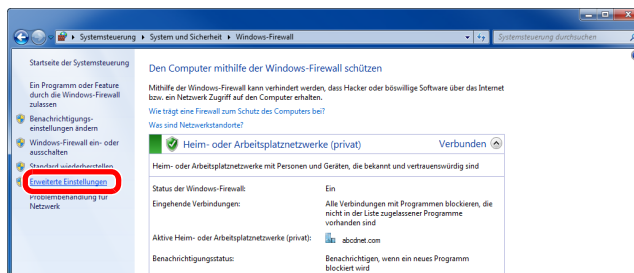 Systemsteuerung ▸ System und Sicherheit ▸ Windows-Firewall
Systemsteuerung durchsuchen
Startseite der Systemsteuerung
Ein Programm oder Feature
durch die Windows-Firewall
zulassen
Benachrichtigungs-
einstellungen ändern
Windows-Firewall ein- oder
ausschalten
Standard wiederherstellen
Erweiterte Einstellungen
Problembehandlung für
Netzwerk
Den Computer mithilfe der Windows-Firewall schützen
Mithilfe der Windows-Firewall kann verhindert werden, dass Hacker oder böswillige Software über das Internet
bzw. ein Netzwerk Zugriff auf den Computer erhalten.
Wie trägt eine Firewall zum Schutz des Computers bei?
Was sind Netzwerkstandorte?
Heim- oder Arbeitsplatznetzwerke (privat) Verbunden
Heim- oder Arbeitsplatznetzwerke mit Personen und Geräten, die bekannt und vertrauenswürdig sind
Status der Windows-Firewall: Ein
Eingehende Verbindungen: Alle Verbindungen mit Programmen blockieren, die
nicht in der Liste zugelassener Programme
vorhanden sind
Aktive Heim- oder Arbeitsplatznetzwerke (privat): abcdnet.com
Benachrichtigungsstatus: Benachrichtigen, wenn ein neues Programm
blockiert wird